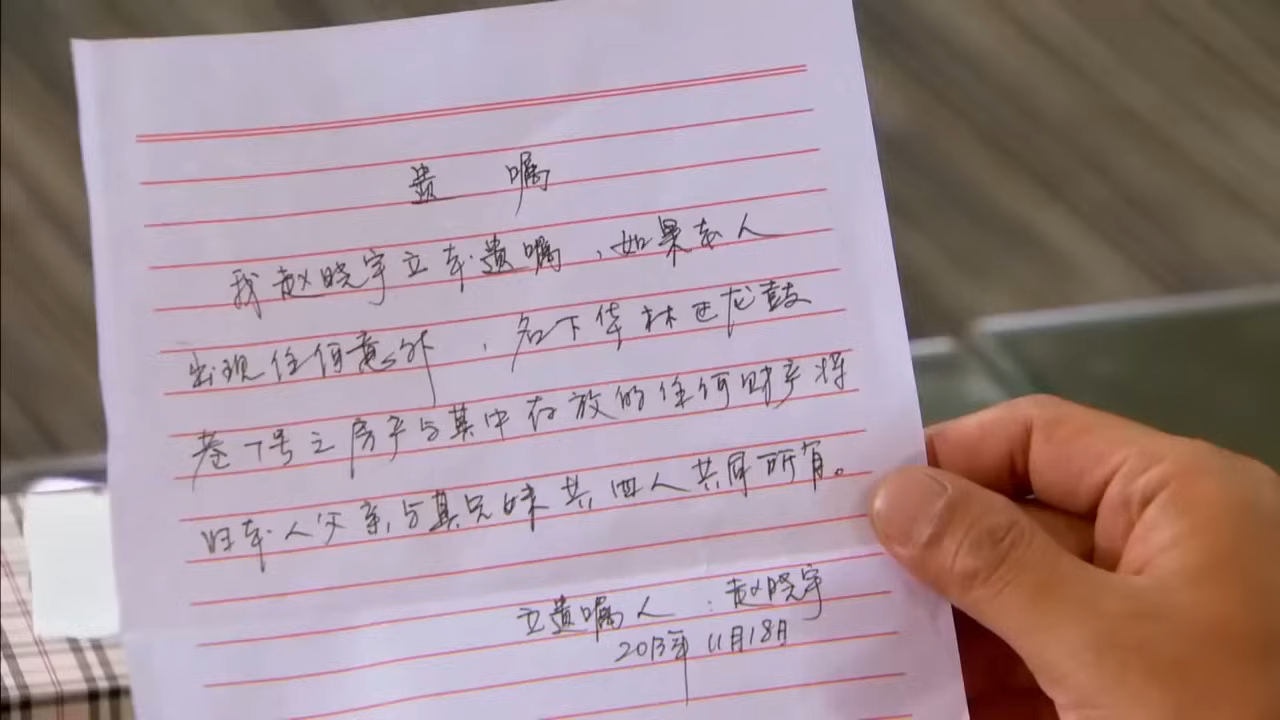 遗嘱
我赵晓宇立本遗嘱,如果本人
出现任何意外,名下华林区龙鼓
巷7号之房产与其中存放的任何财产将
归本人父亲与其兄妹共四人共同所有。
立遗嘱人:赵晓宇
2013年11月18日